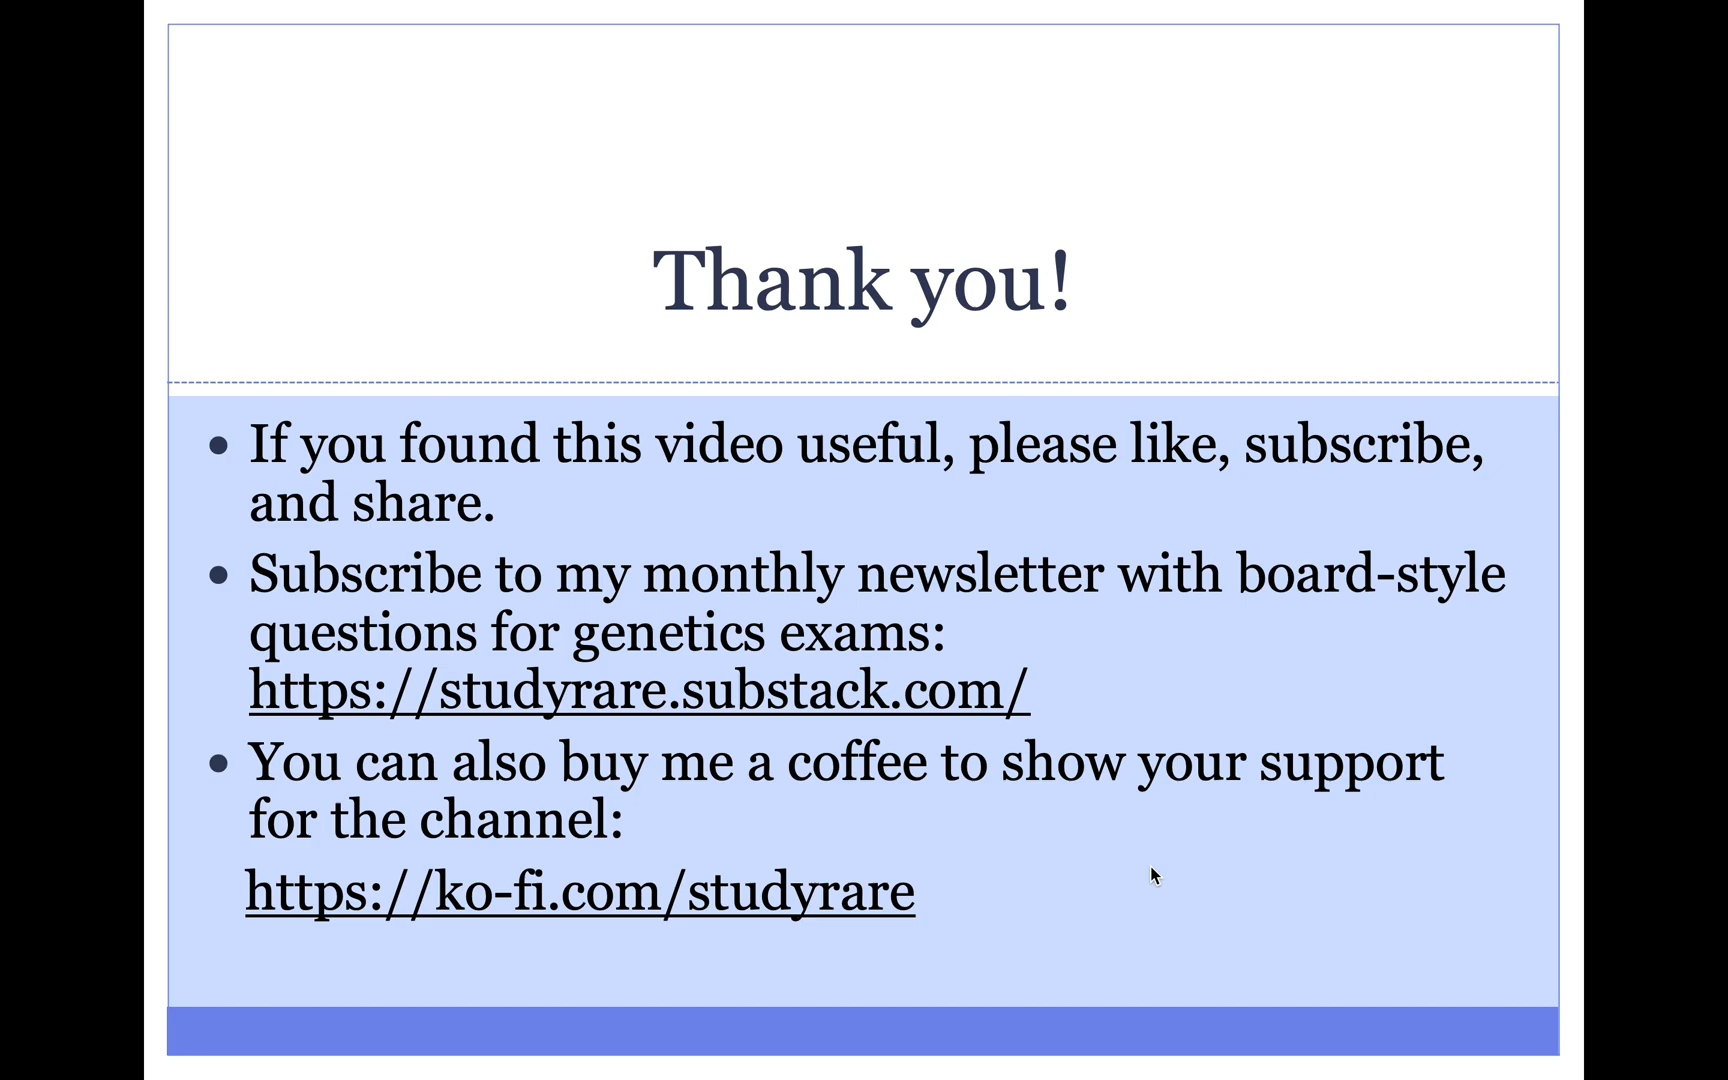 Thank you!
• If you found this video useful, please like, subscribe,
and share.
• Subscribe to my monthly newsletter with board-style
questions for genetics exams:
https://studyrare.substack.com/
• You can also buy me a coffee to show your support
for the channel:
https://ko-fi.com/studyrare